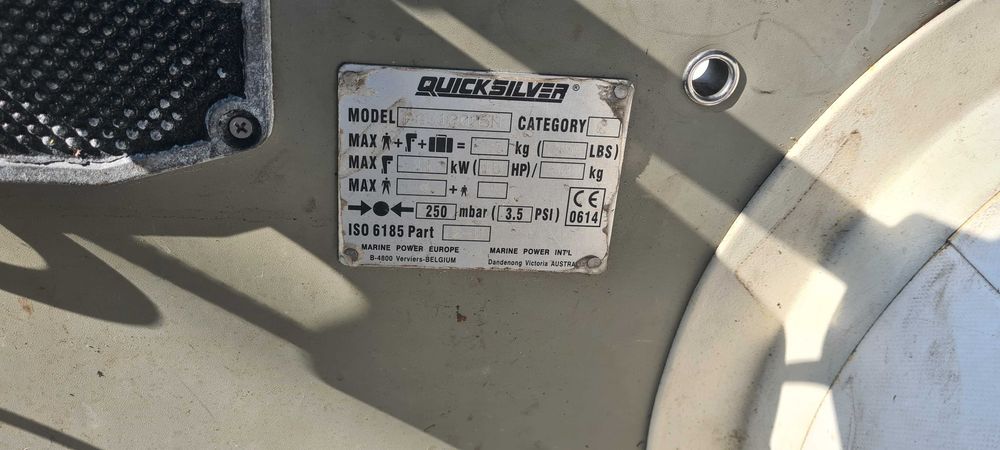 QUICKSILVER®
MODEL CATEGORY
MAX + + = kg ( LBS)
MAX kW ( HP)/ kg
MAX +
CE
250 mbar ( 3.5 PSI) 0614
ISO 6185 Part
MARINE POWER EUROPE MARINE POWER INT'L
B-4800 Verviers-BELGIUM Dandenong Victoria